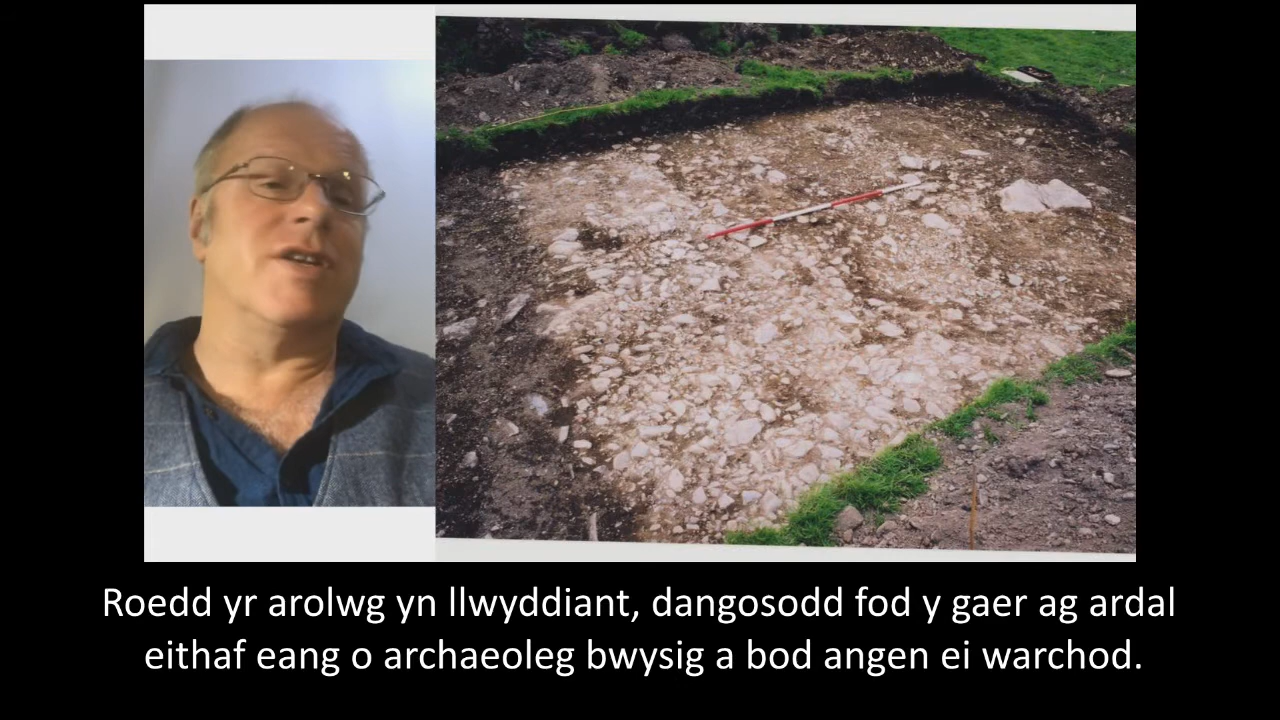 Roedd yr arolwg yn llwyddiant, dangosodd fod y gaer ag ardal
eithaf eang o archaeoleg bwysig a bod angen ei warchod.